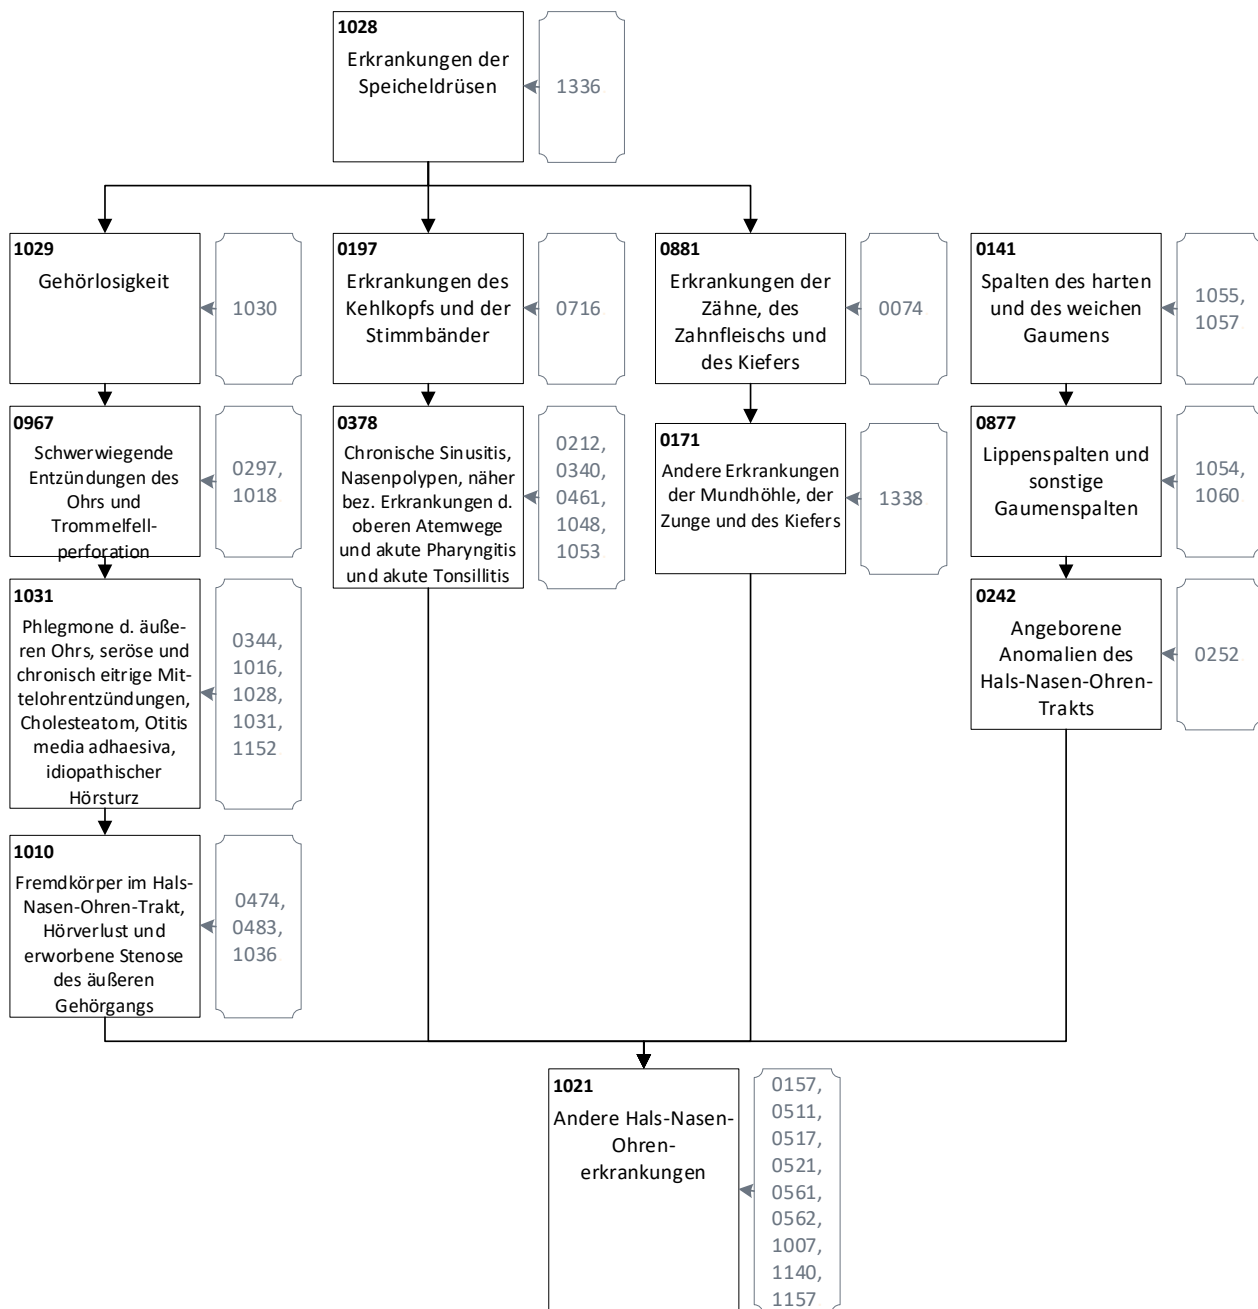 1028
Erkrankungen der
Speicheldrüsen
1336
1029
Gehörlosigkeit
1030
0197
Erkrankungen des
Kehlkopfs und der
Stimmbänder
0716
0881
Erkrankungen der
Zähne, des
Zahnfleischs und
des Kiefers
0074
0141
Spalten des harten
und des weichen
Gaumens
1055,
1057
0967
Schwerwiegende
Entzündungen des
Ohrs und
Trommelfell-
perforation
0297,
1018
0378
Chronische Sinusitis,
Nasenpolypen, näher
bez. Erkrankungen d.
oberen Atemwege
und akute Pharyngitis
und akute Tonsillitis
0212,
0340,
0461,
1048,
1053
0171
Andere Erkrankungen
der Mundhöhle, der
Zunge und des Kiefers
1338
0877
Lippenspalten und
sonstige
Gaumenspalten
1054,
1060
1031
Phlegmone d. äuße-
ren Ohrs, seröse und
chronisch eitrige Mit-
telohrentzündungen,
Cholesteatom, Otitis
media adhaesiva,
idiopathischer
Hörsturz
0344,
1016,
1028,
1031,
1152
0242
Angeborene
Anomalien des
Hals-Nasen-Ohren-
Trakts
0252
1010
Fremdkörper im Hals-
Nasen-Ohren-Trakt,
Hörverlust und
erworbene Stenose
des äußeren
Gehörgangs
0474,
0483,
1036
1021
Andere Hals-Nasen-
Ohren-
erkrankungen
0157,
0511,
0517,
0521,
0561,
0562,
1007,
1140,
1157